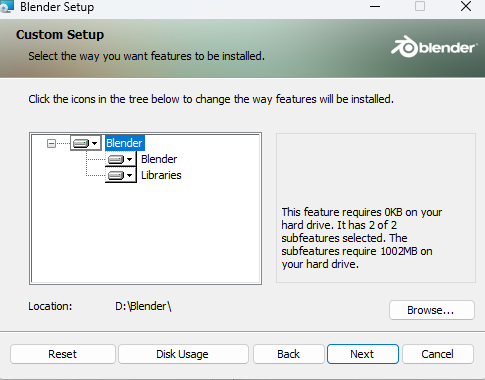 Blender Setup
Custom Setup
Select the way you want features to be installed.
blender
Click the icons in the tree below to change the way features will be installed.
Blender
Blender
Libraries
This feature requires 0KB on your
hard drive. It has 2 of 2
subfeatures selected. The
subfeatures require 1002MB on
your hard drive.
Location: D:\Blender\
Browse...
Reset Disk Usage Back Next Cancel